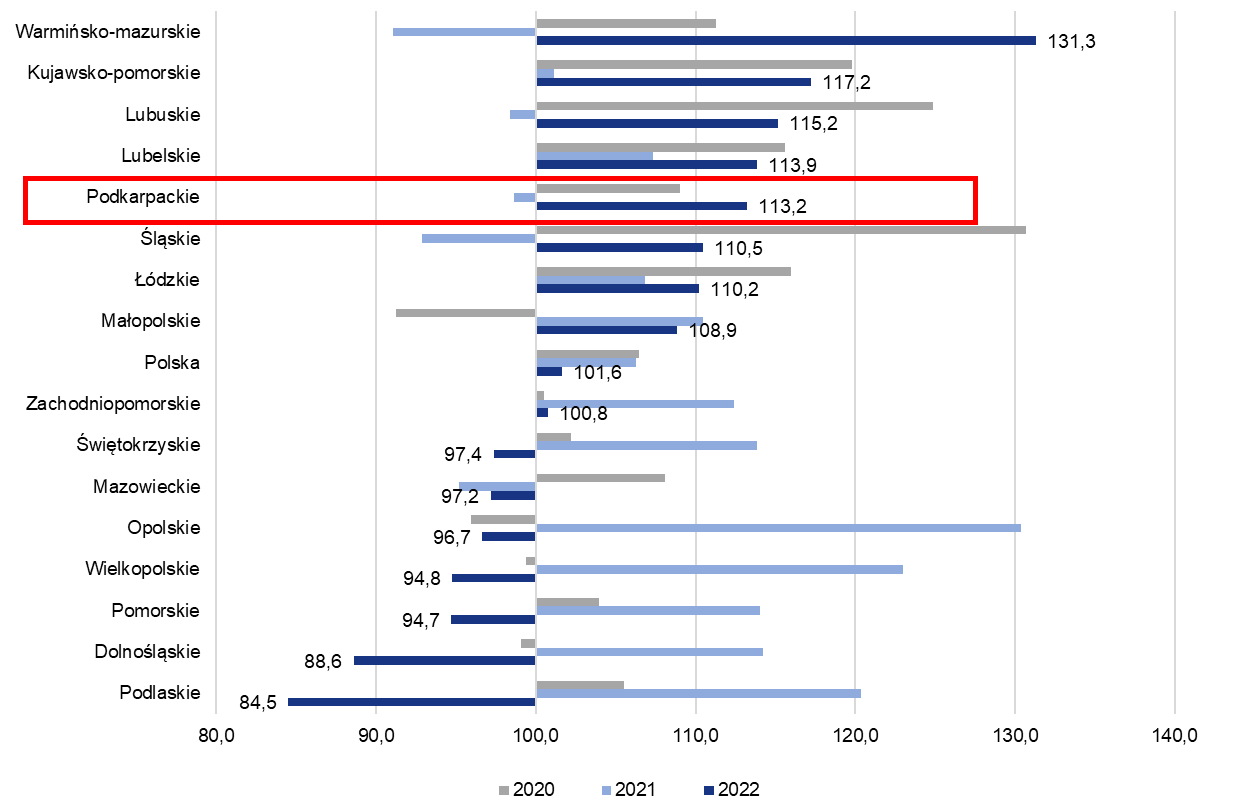 Warmińsko-mazurskie 131,3
Kujawsko-pomorskie 117,2
Lubuskie 115,2
Lubelskie 113,9
Podkarpackie 113,2
Śląskie 110,5
Łódzkie 110,2
Małopolskie 108,9
Polska 101,6
Zachodniopomorskie 100,8
Świętokrzyskie 97,4
Mazowieckie 97,2
Opolskie 96,7
Wielkopolskie 94,8
Pomorskie 94,7
Dolnośląskie 88,6
Podlaskie 84,5
80,0 90,0 100,0 110,0 120,0 130,0 140,0
2020 2021 2022